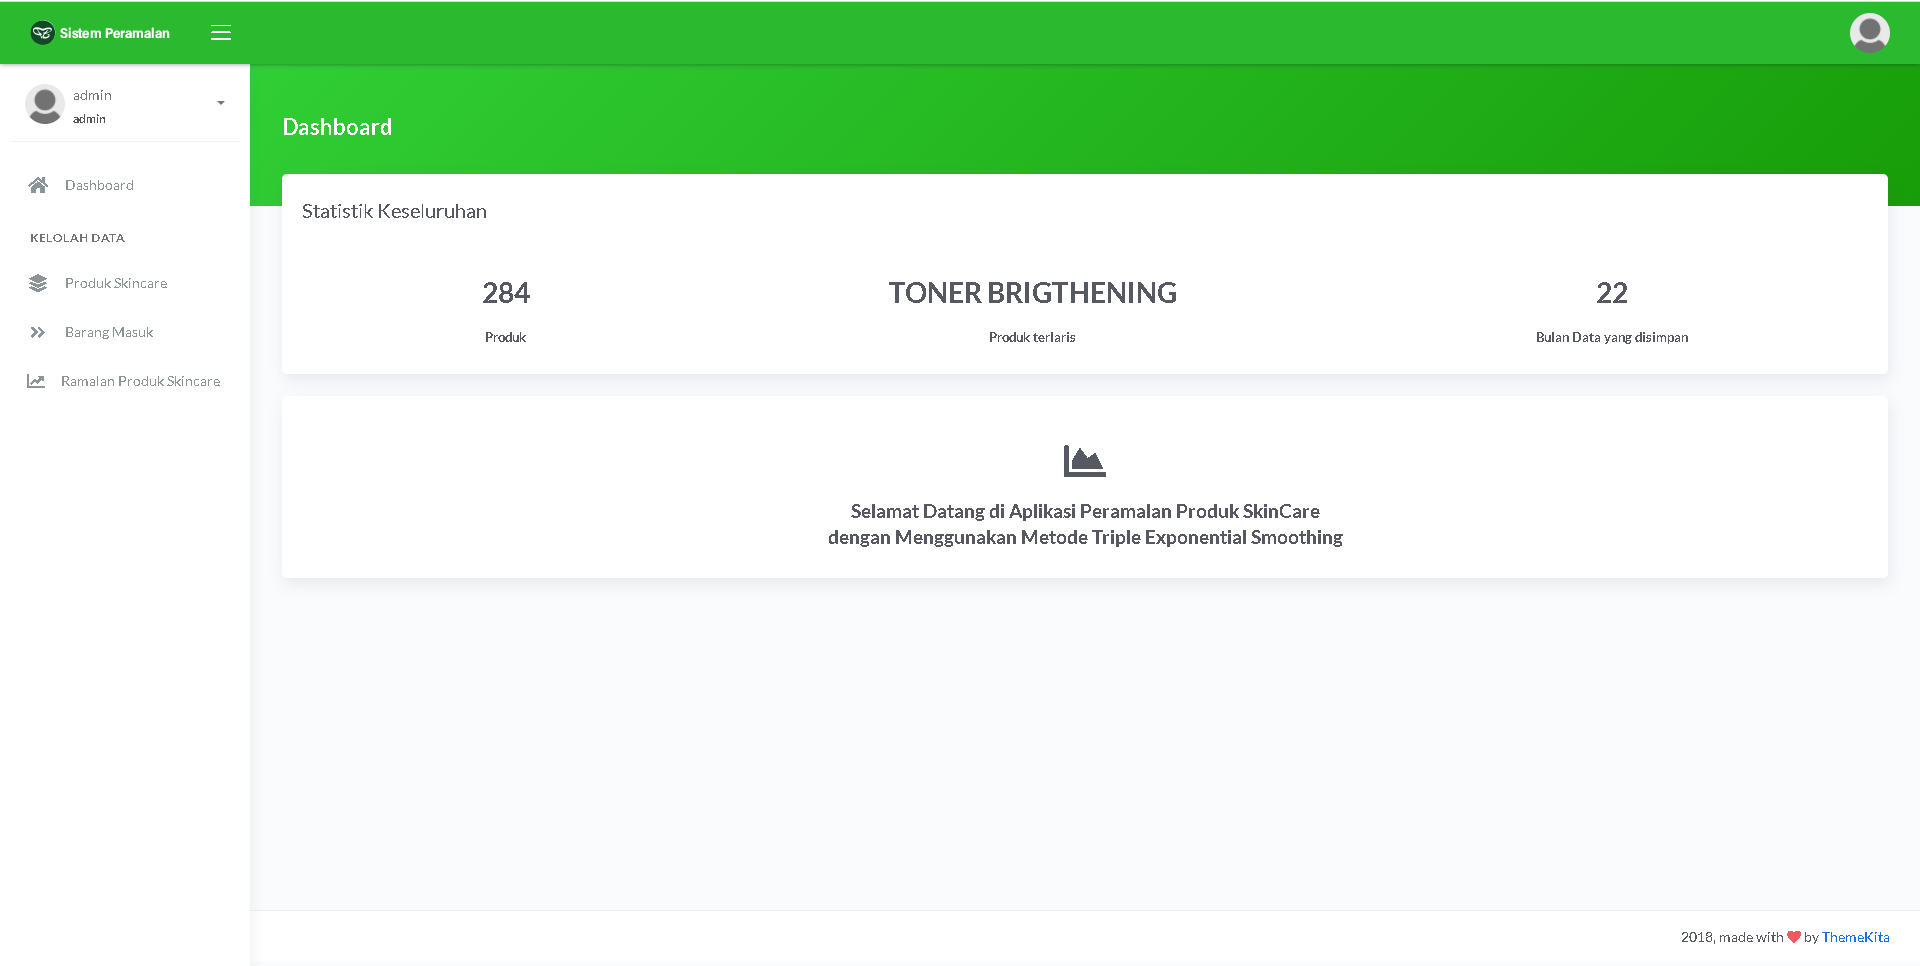 Sistem Peramalan
admin
admin
Dashboard
KELOLAH DATA
Produk Skincare
Barang Masuk
Ramalan Produk Skincare
Dashboard
Statistik Keseluruhan
284
Produk
TONER BRIGTHENING
Produk terlaris
22
Bulan Data yang disimpan
Selamat Datang di Aplikasi Peramalan Produk SkinCare
dengan Menggunakan Metode Triple Exponential Smoothing
2018, made with ❤ by ThemeKita